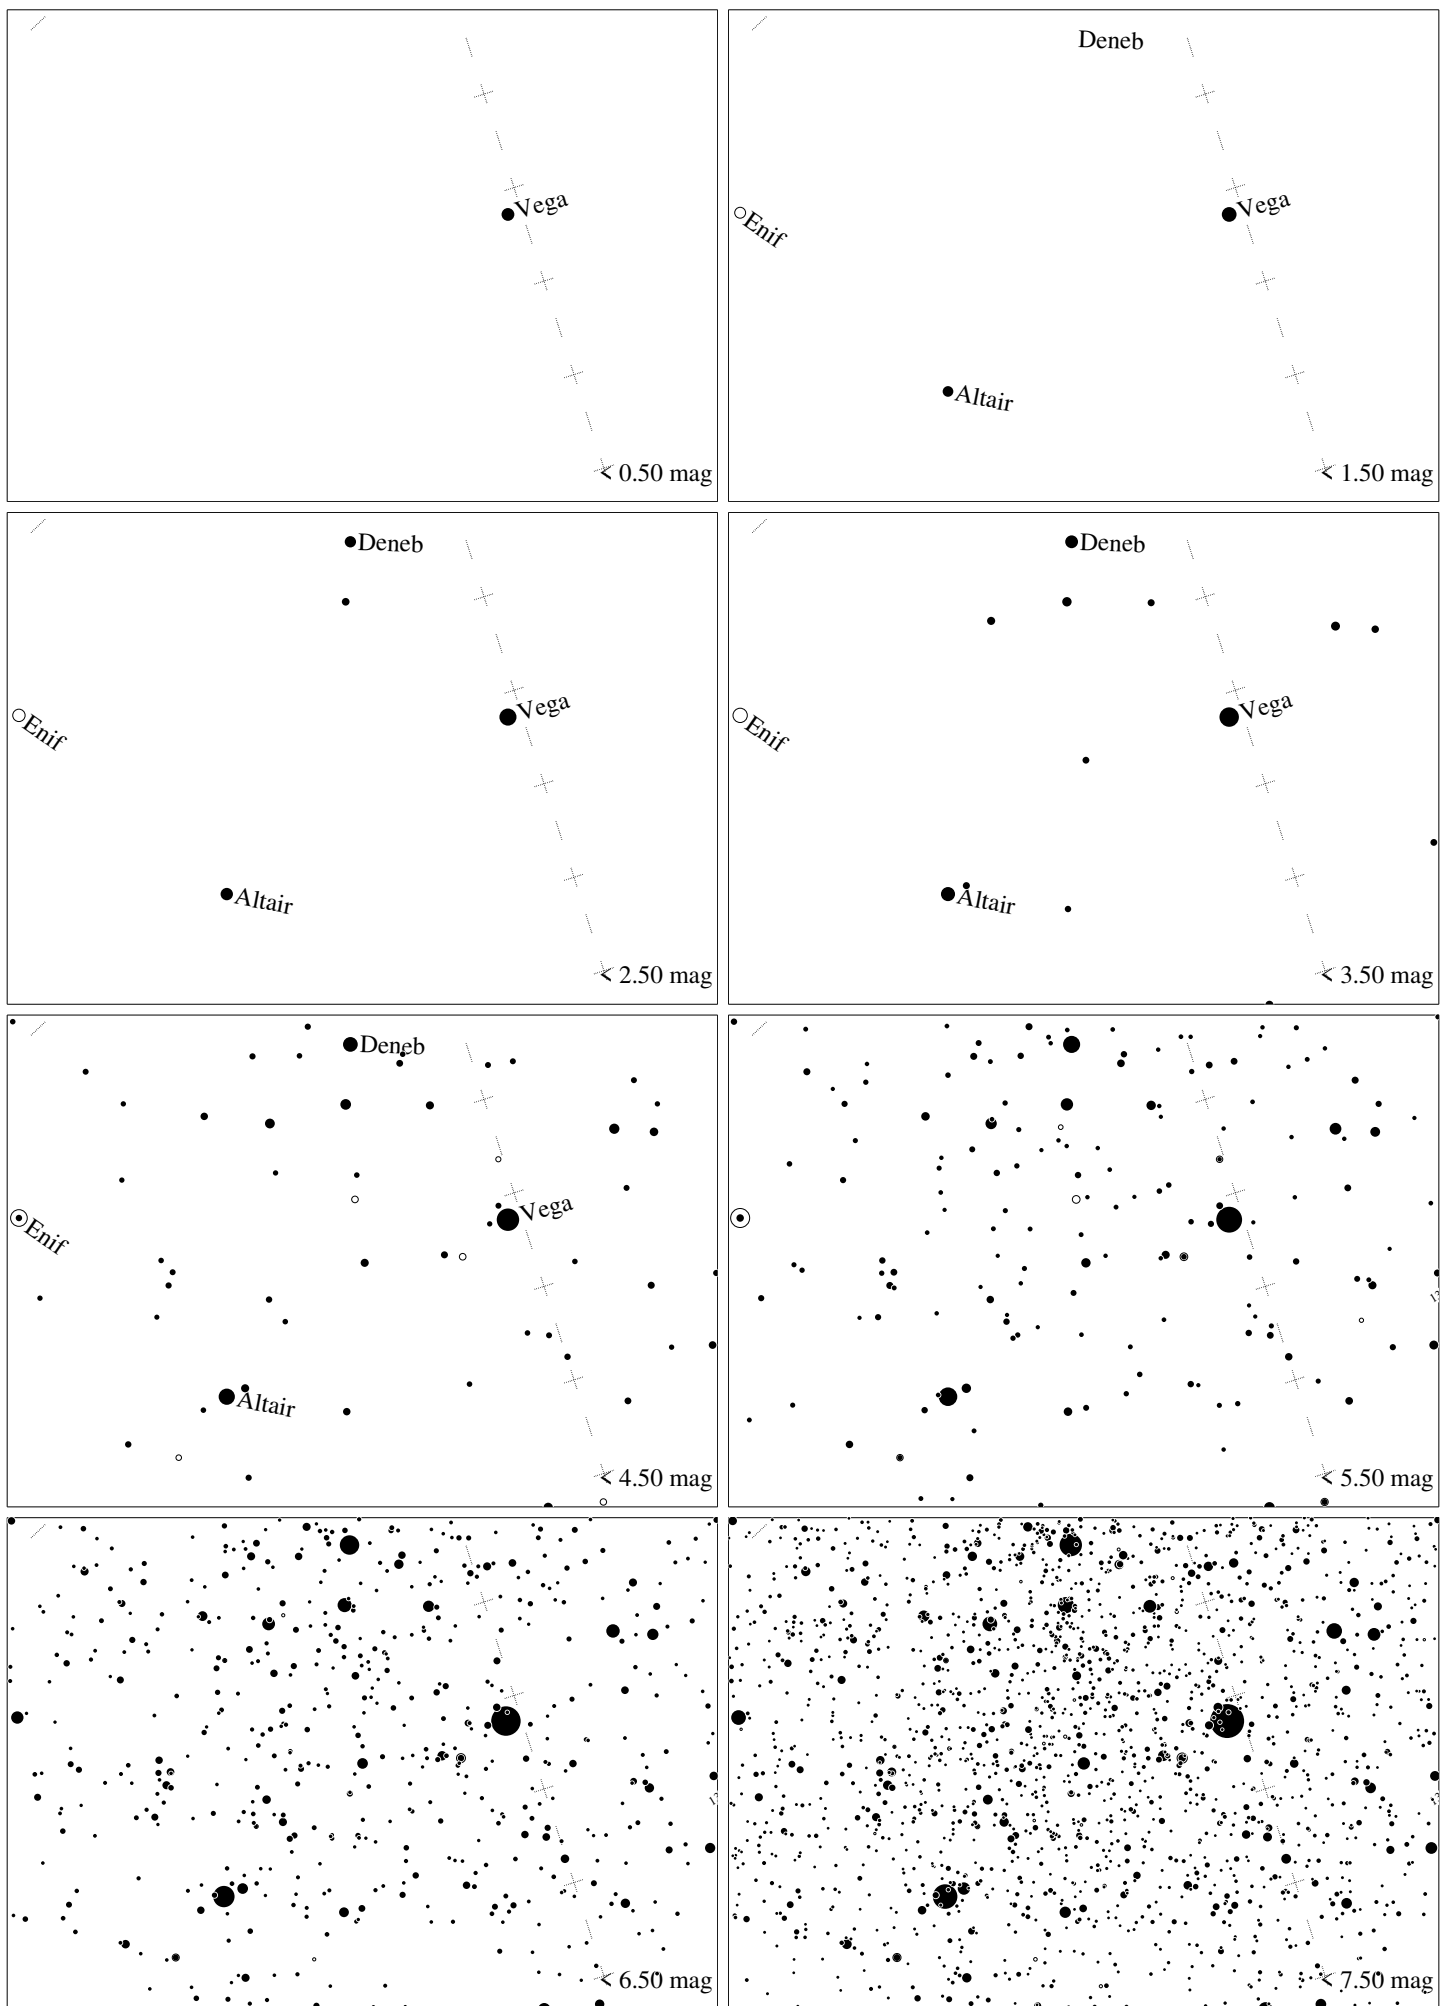 Vega
< 0.50 mag
Deneb
Vega
Enif
Altair
< 1.50 mag
Deneb
Vega
Enif
Altair
< 2.50 mag
Deneb
Vega
Enif
Altair
< 3.50 mag
Deneb
Vega
Enif
Altair
< 4.50 mag
< 5.50 mag
< 6.50 mag
< 7.50 mag